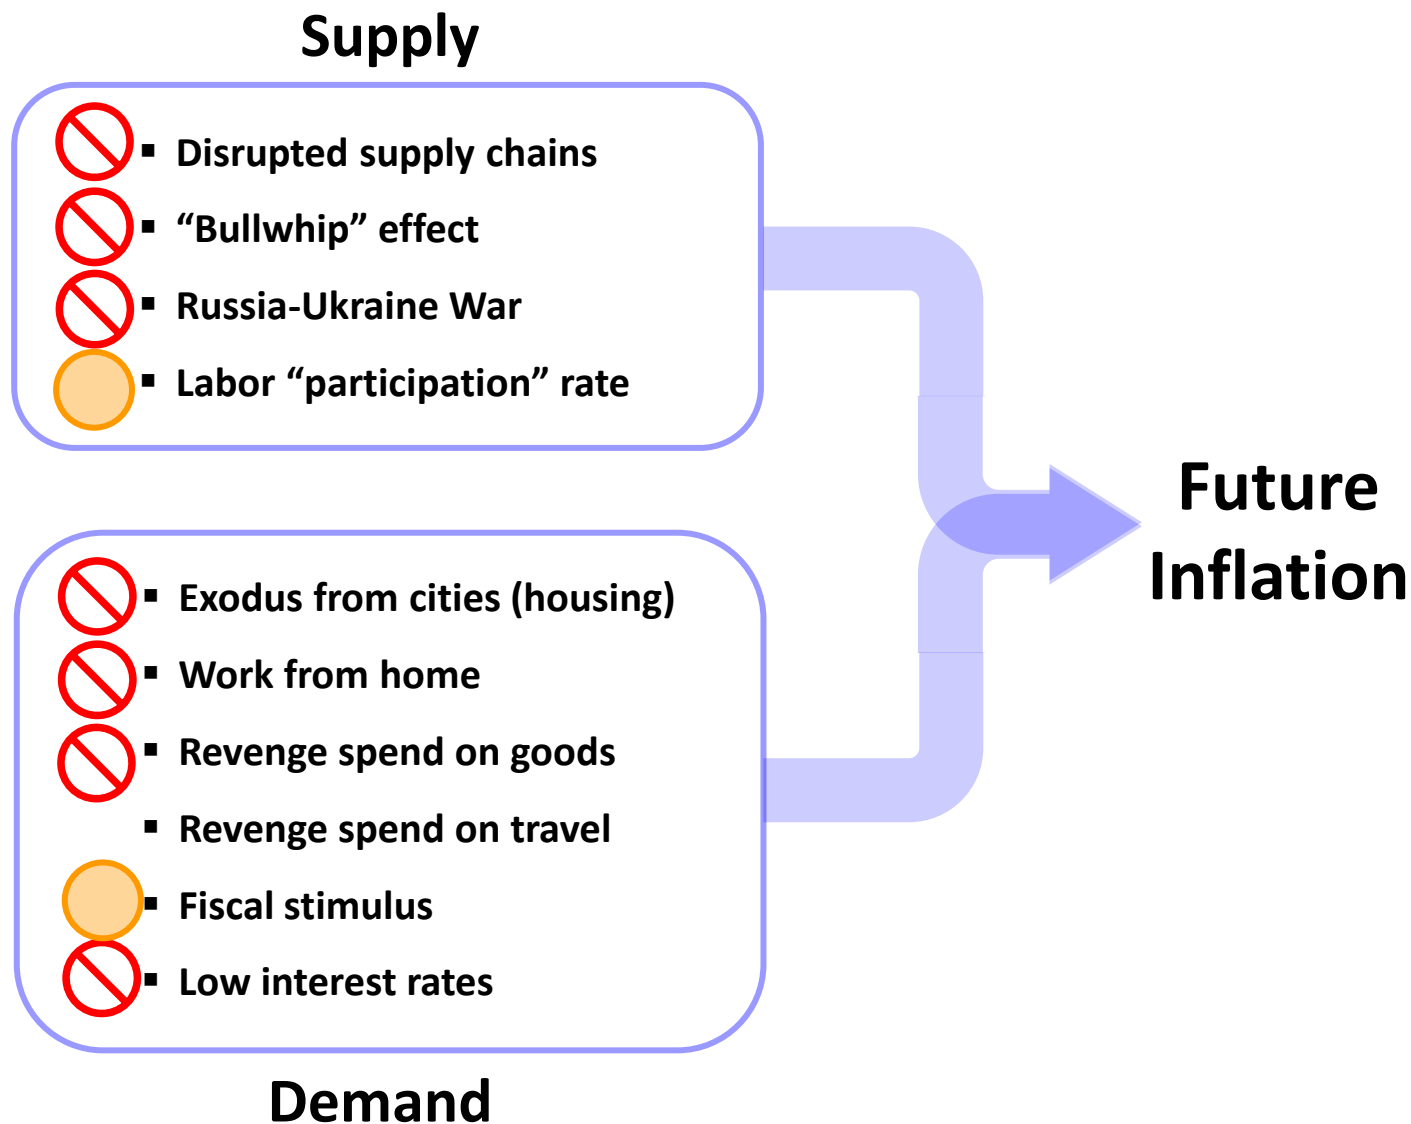 Supply
▪ Disrupted supply chains
▪ “Bullwhip” effect
▪ Russia-Ukraine War
▪ Labor “participation” rate
Future
Inflation
▪ Exodus from cities (housing)
▪ Work from home
▪ Revenge spend on goods
▪ Revenge spend on travel
▪ Fiscal stimulus
▪ Low interest rates
Demand